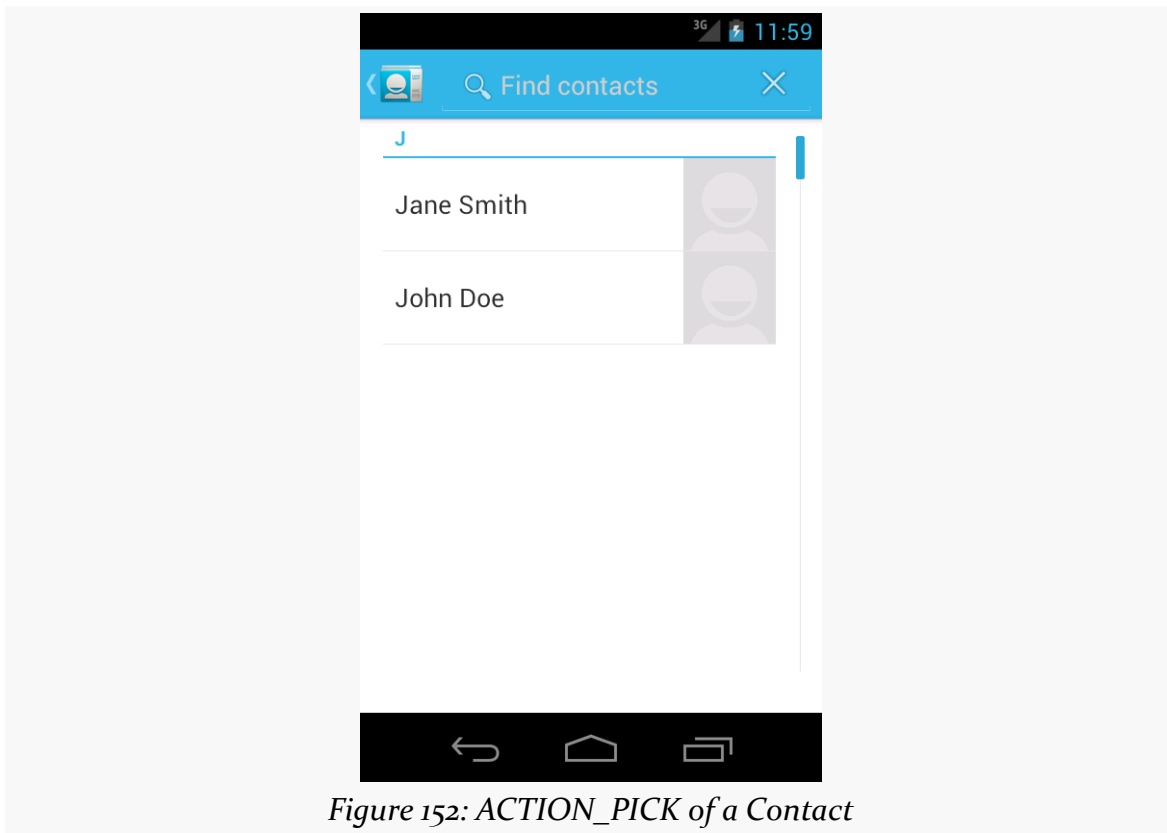 3G 11:59
Find contacts
J
Jane Smith
John Doe
Figure 152: ACTION_PICK of a Contact